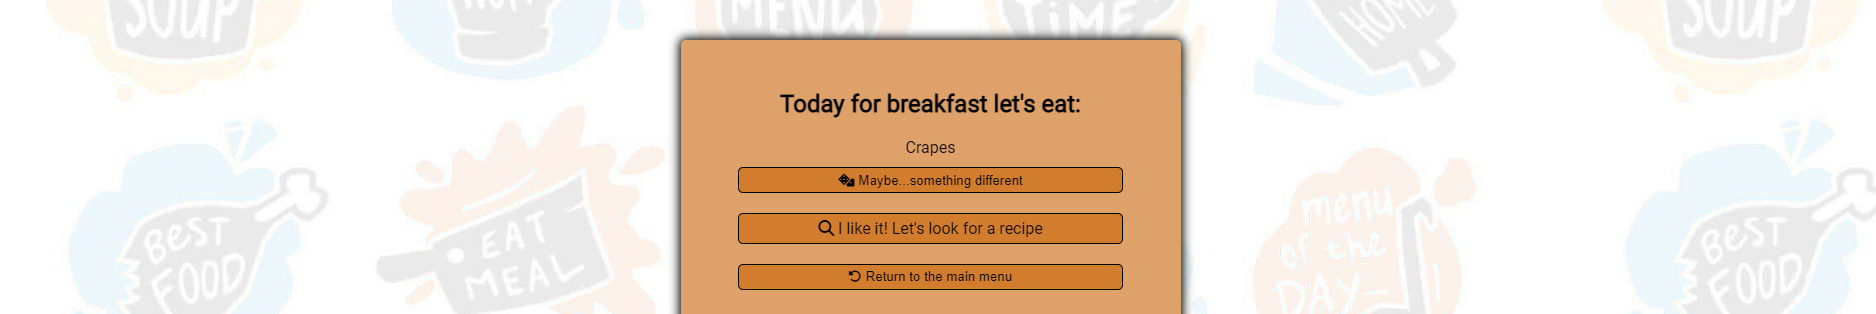 SOUP
MENU
TIME
HOME
SOUP
Today for breakfast let's eat:
Crapes
Maybe...something different
I like it! Let's look for a recipe
Return to the main menu
BEST
FOOD
EAT
MEAL
menu
of the
DAY-
BEST
FOOD